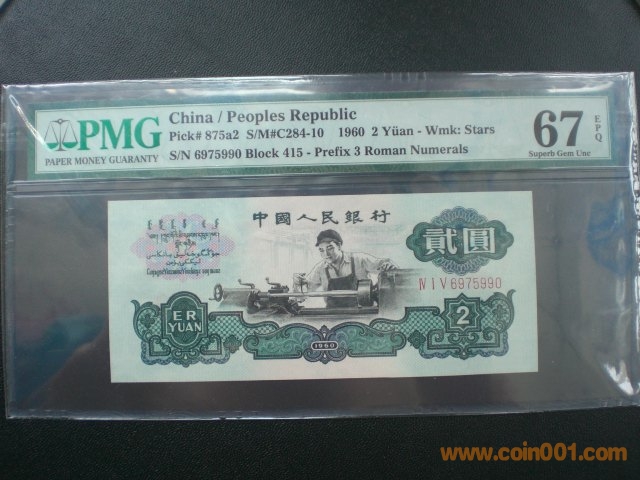 PMG
PAPER MONEY GUARANTY
China / Peoples Republic
Pick# 875a2 S/M#C284-10 1960 2 Yüan - Wmk: Stars
S/N 6975990 Block 415 - Prefix 3 Roman Numerals
67
EPQ
Superb Gem Unc
中國人民銀行
貳圓
Ⅳ Ⅰ Ⅴ 6975990
ER
YUAN
1960
2
www.coin001.com